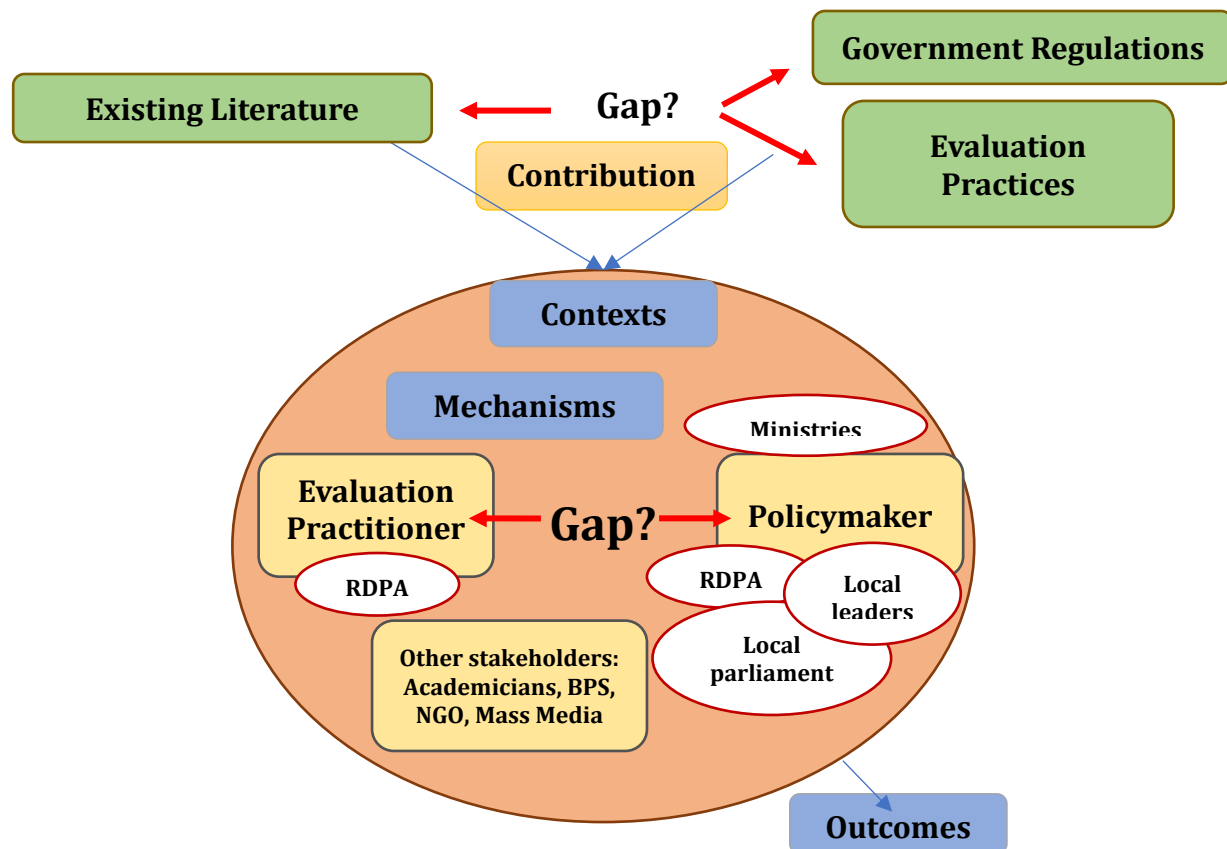 Government Regulations
Existing Literature
Gap?
Evaluation
Practices
Contribution
Contexts
Mechanisms
Ministries
Evaluation
Practitioner
Gap?
Policymaker
RDPA
RDPA
Local
leaders
Local
parliament
Other stakeholders:
Academicians, BPS,
NGO, Mass Media
Outcomes